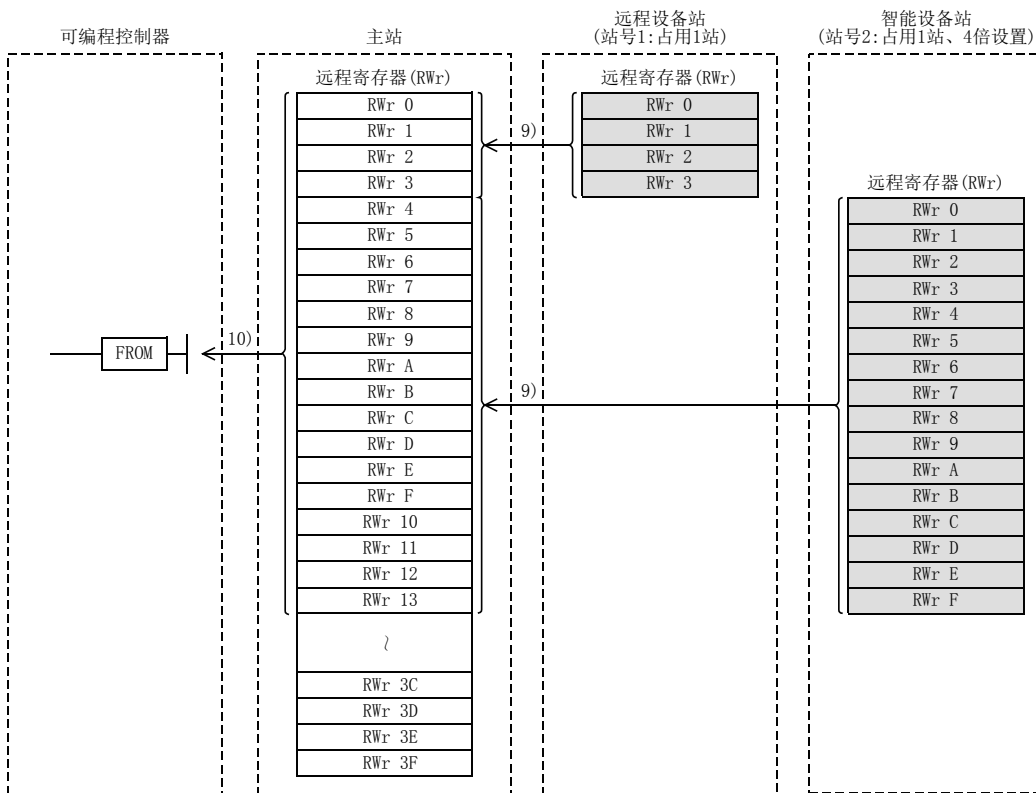 可编程控制器
主站
远程设备站
(站号1:占用1站)
智能设备站
(站号2:占用1站、4倍设置)
FROM
10)
远程寄存器(RWr)
RWr 0
RWr 1
RWr 2
RWr 3
RWr 4
RWr 5
RWr 6
RWr 7
RWr 8
RWr 9
RWr A
RWr B
RWr C
RWr D
RWr E
RWr F
RWr 10
RWr 11
RWr 12
RWr 13
~
RWr 3C
RWr 3D
RWr 3E
RWr 3F
9)
9)
远程寄存器(RWr)
RWr 0
RWr 1
RWr 2
RWr 3
远程寄存器(RWr)
RWr 0
RWr 1
RWr 2
RWr 3
RWr 4
RWr 5
RWr 6
RWr 7
RWr 8
RWr 9
RWr A
RWr B
RWr C
RWr D
RWr E
RWr F